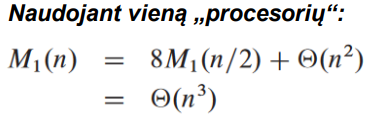 Naudojant vieną „procesorių“:
M₁(n) = 8M₁(n/2) + Θ(n²)
= Θ(n³)